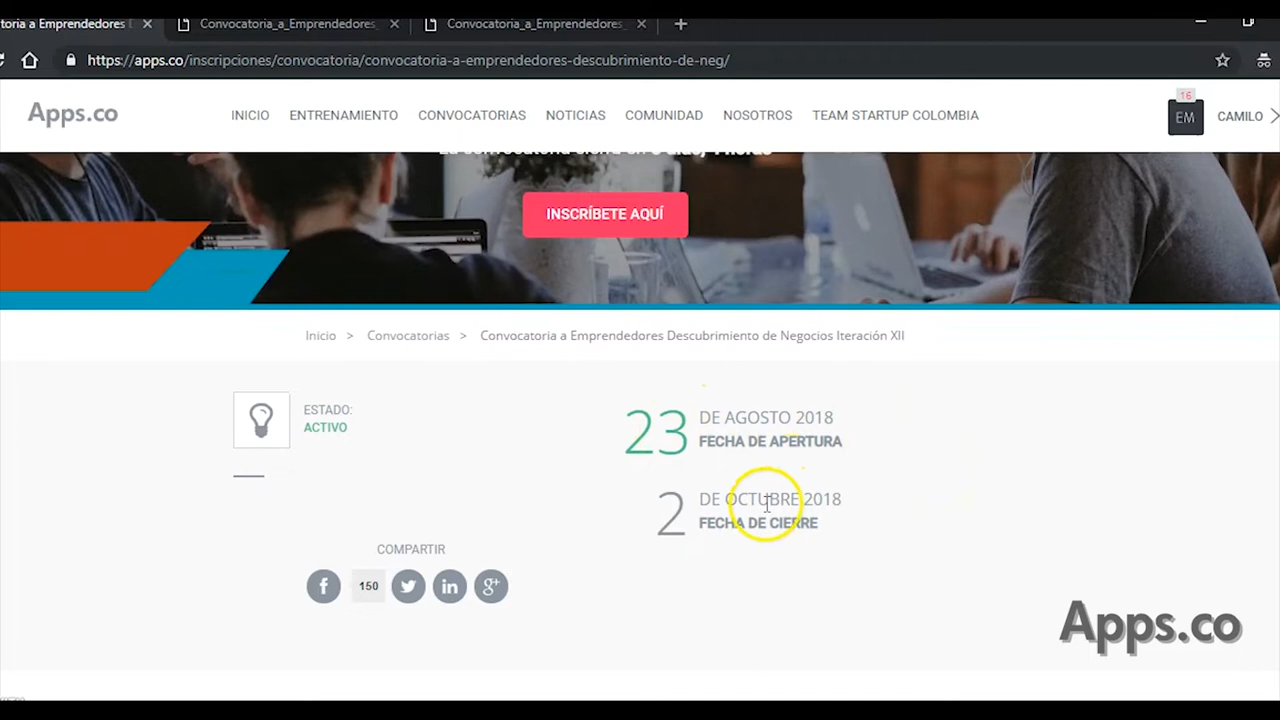 toria a Emprendedores
Convocatoria_a_Emprendedores_
Convocatoria_a_Emprendedores_
https://apps.co/inscripciones/convocatoria/convocatoria-a-emprendedores-descubrimiento-de-neg/
Apps.co
INICIO
ENTRENAMIENTO
CONVOCATORIAS
NOTICIAS
COMUNIDAD
NOSOTROS
TEAM STARTUP COLOMBIA
16
EM
CAMILO
INSCRÍBETE AQUÍ
Inicio > Convocatorias > Convocatoria a Emprendedores Descubrimiento de Negocios Iteración XII
ESTADO:
ACTIVO
23 DE AGOSTO 2018
FECHA DE APERTURA
2 DE OCTUBRE 2018
FECHA DE CIERRE
COMPARTIR
150
Apps.co